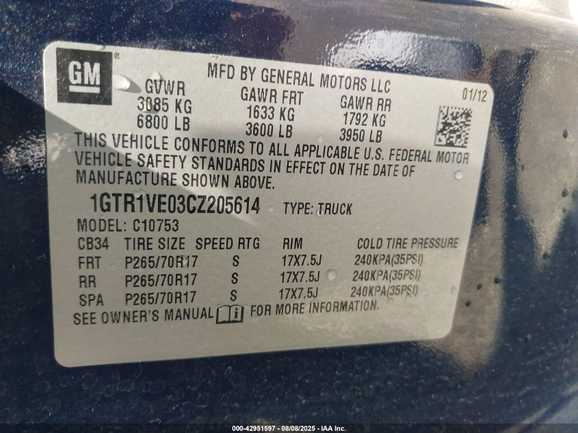 GM
MFD BY GENERAL MOTORS LLC
GVWR GAWR FRT GAWR RR 01/12
3085 KG 1633 KG 1792 KG
6800 LB 3600 LB 3950 LB
THIS VEHICLE CONFORMS TO ALL APPLICABLE U.S. FEDERAL MOTOR
VEHICLE SAFETY STANDARDS IN EFFECT ON THE DATE OF
MANUFACTURE SHOWN ABOVE.
1GTR1VE03CZ205614 TYPE: TRUCK
MODEL: C10753
CB34 TIRE SIZE SPEED RTG RIM COLD TIRE PRESSURE
FRT P265/70R17 S 17X7.5J 240KPA(35PSI)
RR P265/70R17 S 17X7.5J 240KPA(35PSI)
SPA P265/70R17 S 17X7.5J 240KPA(35PSI)
SEE OWNER'S MANUAL FOR MORE INFORMATION.
000-42951597 - 08/08/2025 - IAA Inc.